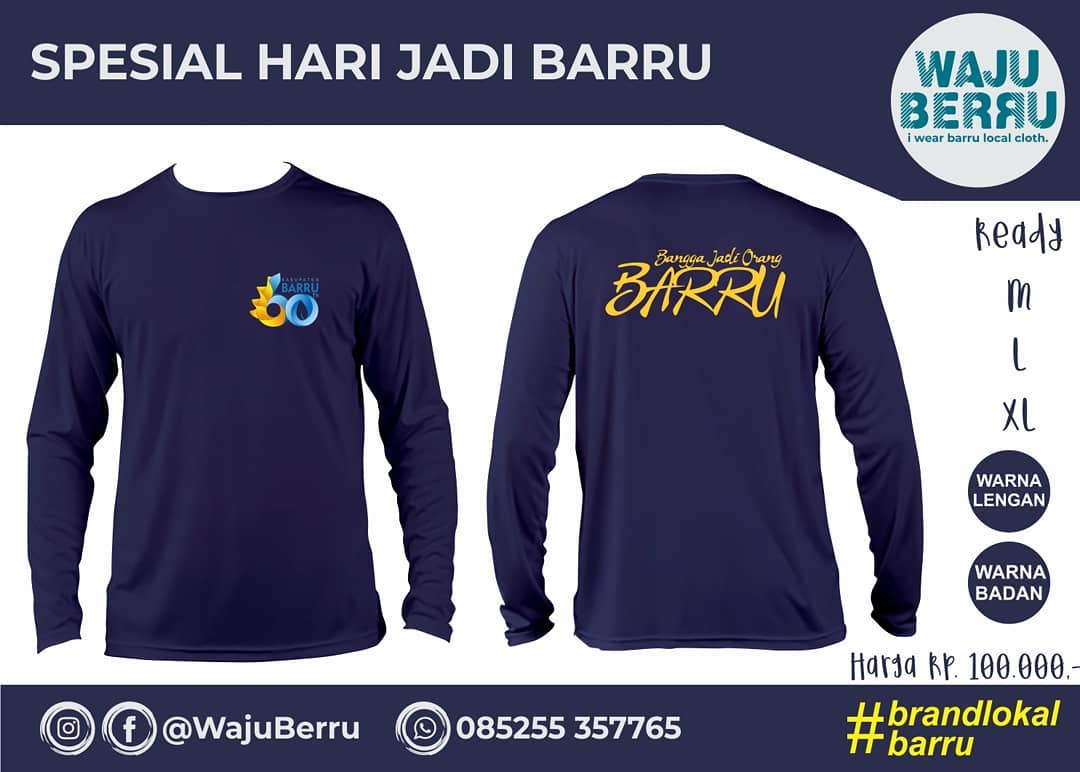 SPESIAL HARI JADI BARRU
WAJU
BERRU
i wear barru local cloth.
KABUPATEN
BARRU
60
TH
Bangga Jadi Orang
BARRU
Ready
M
L
XL
WARNA
LENGAN
WARNA
BADAN
Harga RP. 100.000,-
@WajuBerru
085255 357765
#brandlokal
barru